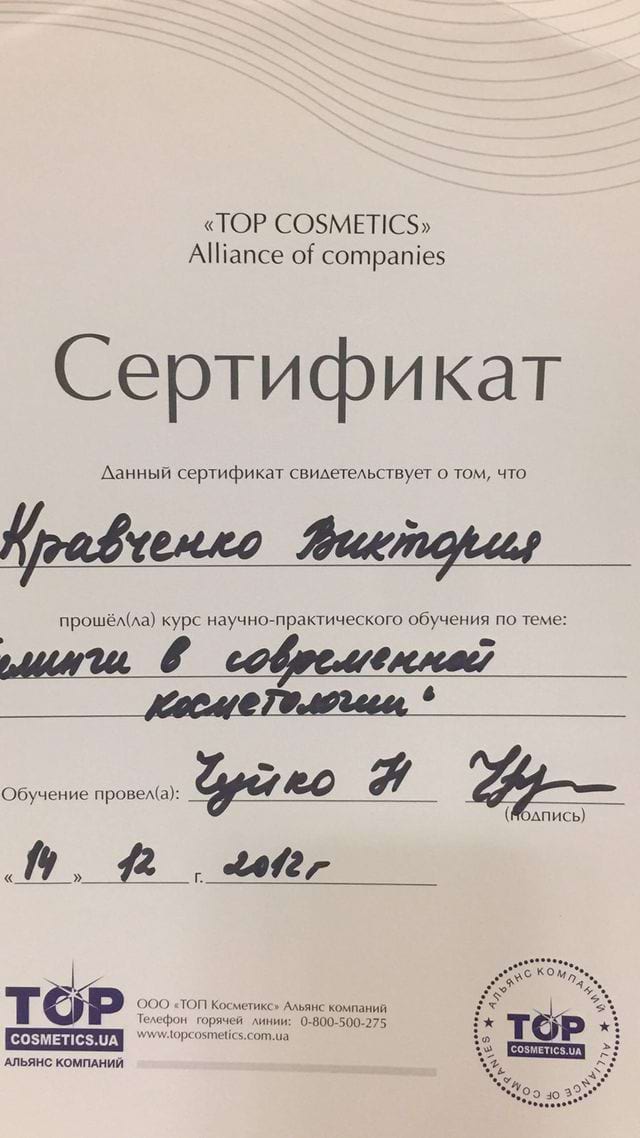 «TOP COSMETICS»
Alliance of companies
Сертификат
Данный сертификат свидетельствует о том, что
Кравченко Виктория
прошёл(ла) курс научно-практического обучения по теме:
в современной
косметологии"
Обучение провел(а): Чуйко Н
(подпись)
«14» 12 г. 2012г
TOP
COSMETICS.UA
АЛЬЯНС КОМПАНИЙ
ООО «ТОП Косметикс» Альянс компаний
Телефон горячей линии: 0-800-500-275
www.topcosmetics.com.ua
АЛЬЯНС КОМПАНИЙ
TOP
COSMETICS.UA
ALLIANCE OF COMPANIES